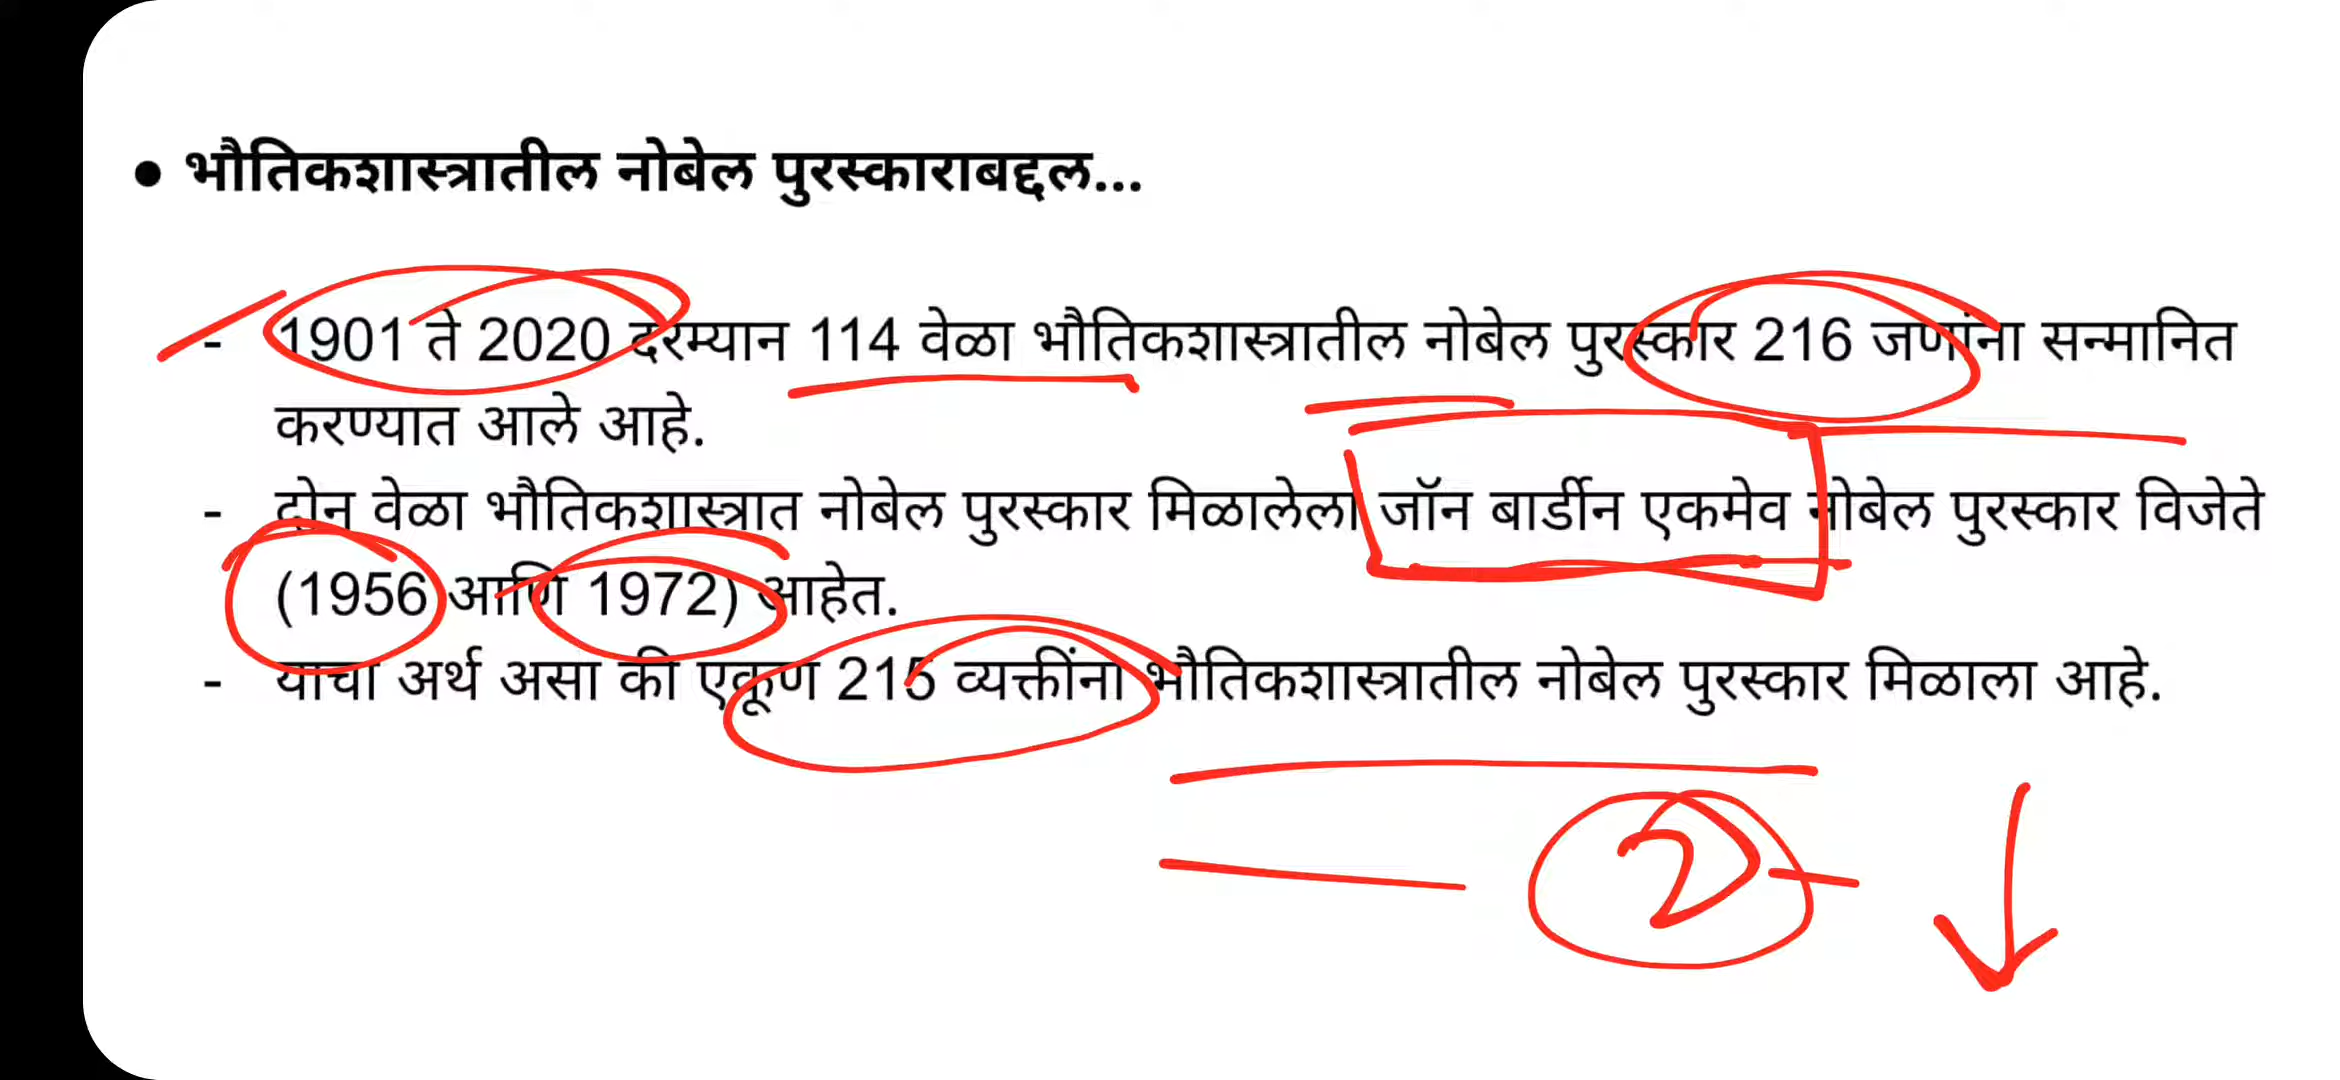 • भौतिकशास्त्रातील नोबेल पुरस्काराबद्दल...
- 1901 ते 2020 दरम्यान 114 वेळा भौतिकशास्त्रातील नोबेल पुरस्कार 216 जणांना सन्मानित
करण्यात आले आहे.
- दोन वेळा भौतिकशास्त्रात नोबेल पुरस्कार मिळालेला जॉन बार्डीन एकमेव नोबेल पुरस्कार विजेते
(1956 आणि 1972) आहेत.
- याचा अर्थ असा की एकूण 215 व्यक्तींना भौतिकशास्त्रातील नोबेल पुरस्कार मिळाला आहे.
2